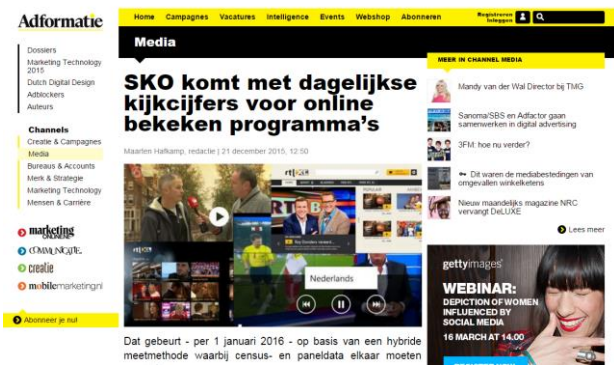 Adformatie
Home Campagnes Vacatures Intelligence Events Webshop Abonneren
Registreren
Inloggen
Dossiers
Marketing Technology
2015
Dutch Digital Design
Adblockers
Auteurs
Channels
Creatie & Campagnes
Media
Bureaus & Accounts
Merk & Strategie
Marketing Technology
Mensen & Carrière
marketing
ONLINE
COMMUNICATIE
creatie
mobilemarketingnl
Abonneer je nu!
Media
SKO komt met dagelijkse
kijkcijfers voor online
bekeken programma's
Maarten Hafkamp, redactie | 21 december 2015, 12:50
rtl
Nederlands
Dat gebeurt - per 1 januari 2016 - op basis van een hybride
meetmethode waarbij census- en paneldata elkaar moeten
MEER IN CHANNEL MEDIA
Mandy van der Wal Director bij TMG
Sanoma/SBS en Adfactor gaan
samenwerken in digital advertising
3FM: hoe nu verder?
Dit waren de mediabestedingen van
omgevallen winkelketens
Nieuw maandelijks magazine NRC
vervangt DeLUXE
Lees meer
gettyimages
WEBINAR:
DEPICTION OF WOMEN
INFLUENCED BY
SOCIAL MEDIA
16 MARCH AT 14.00